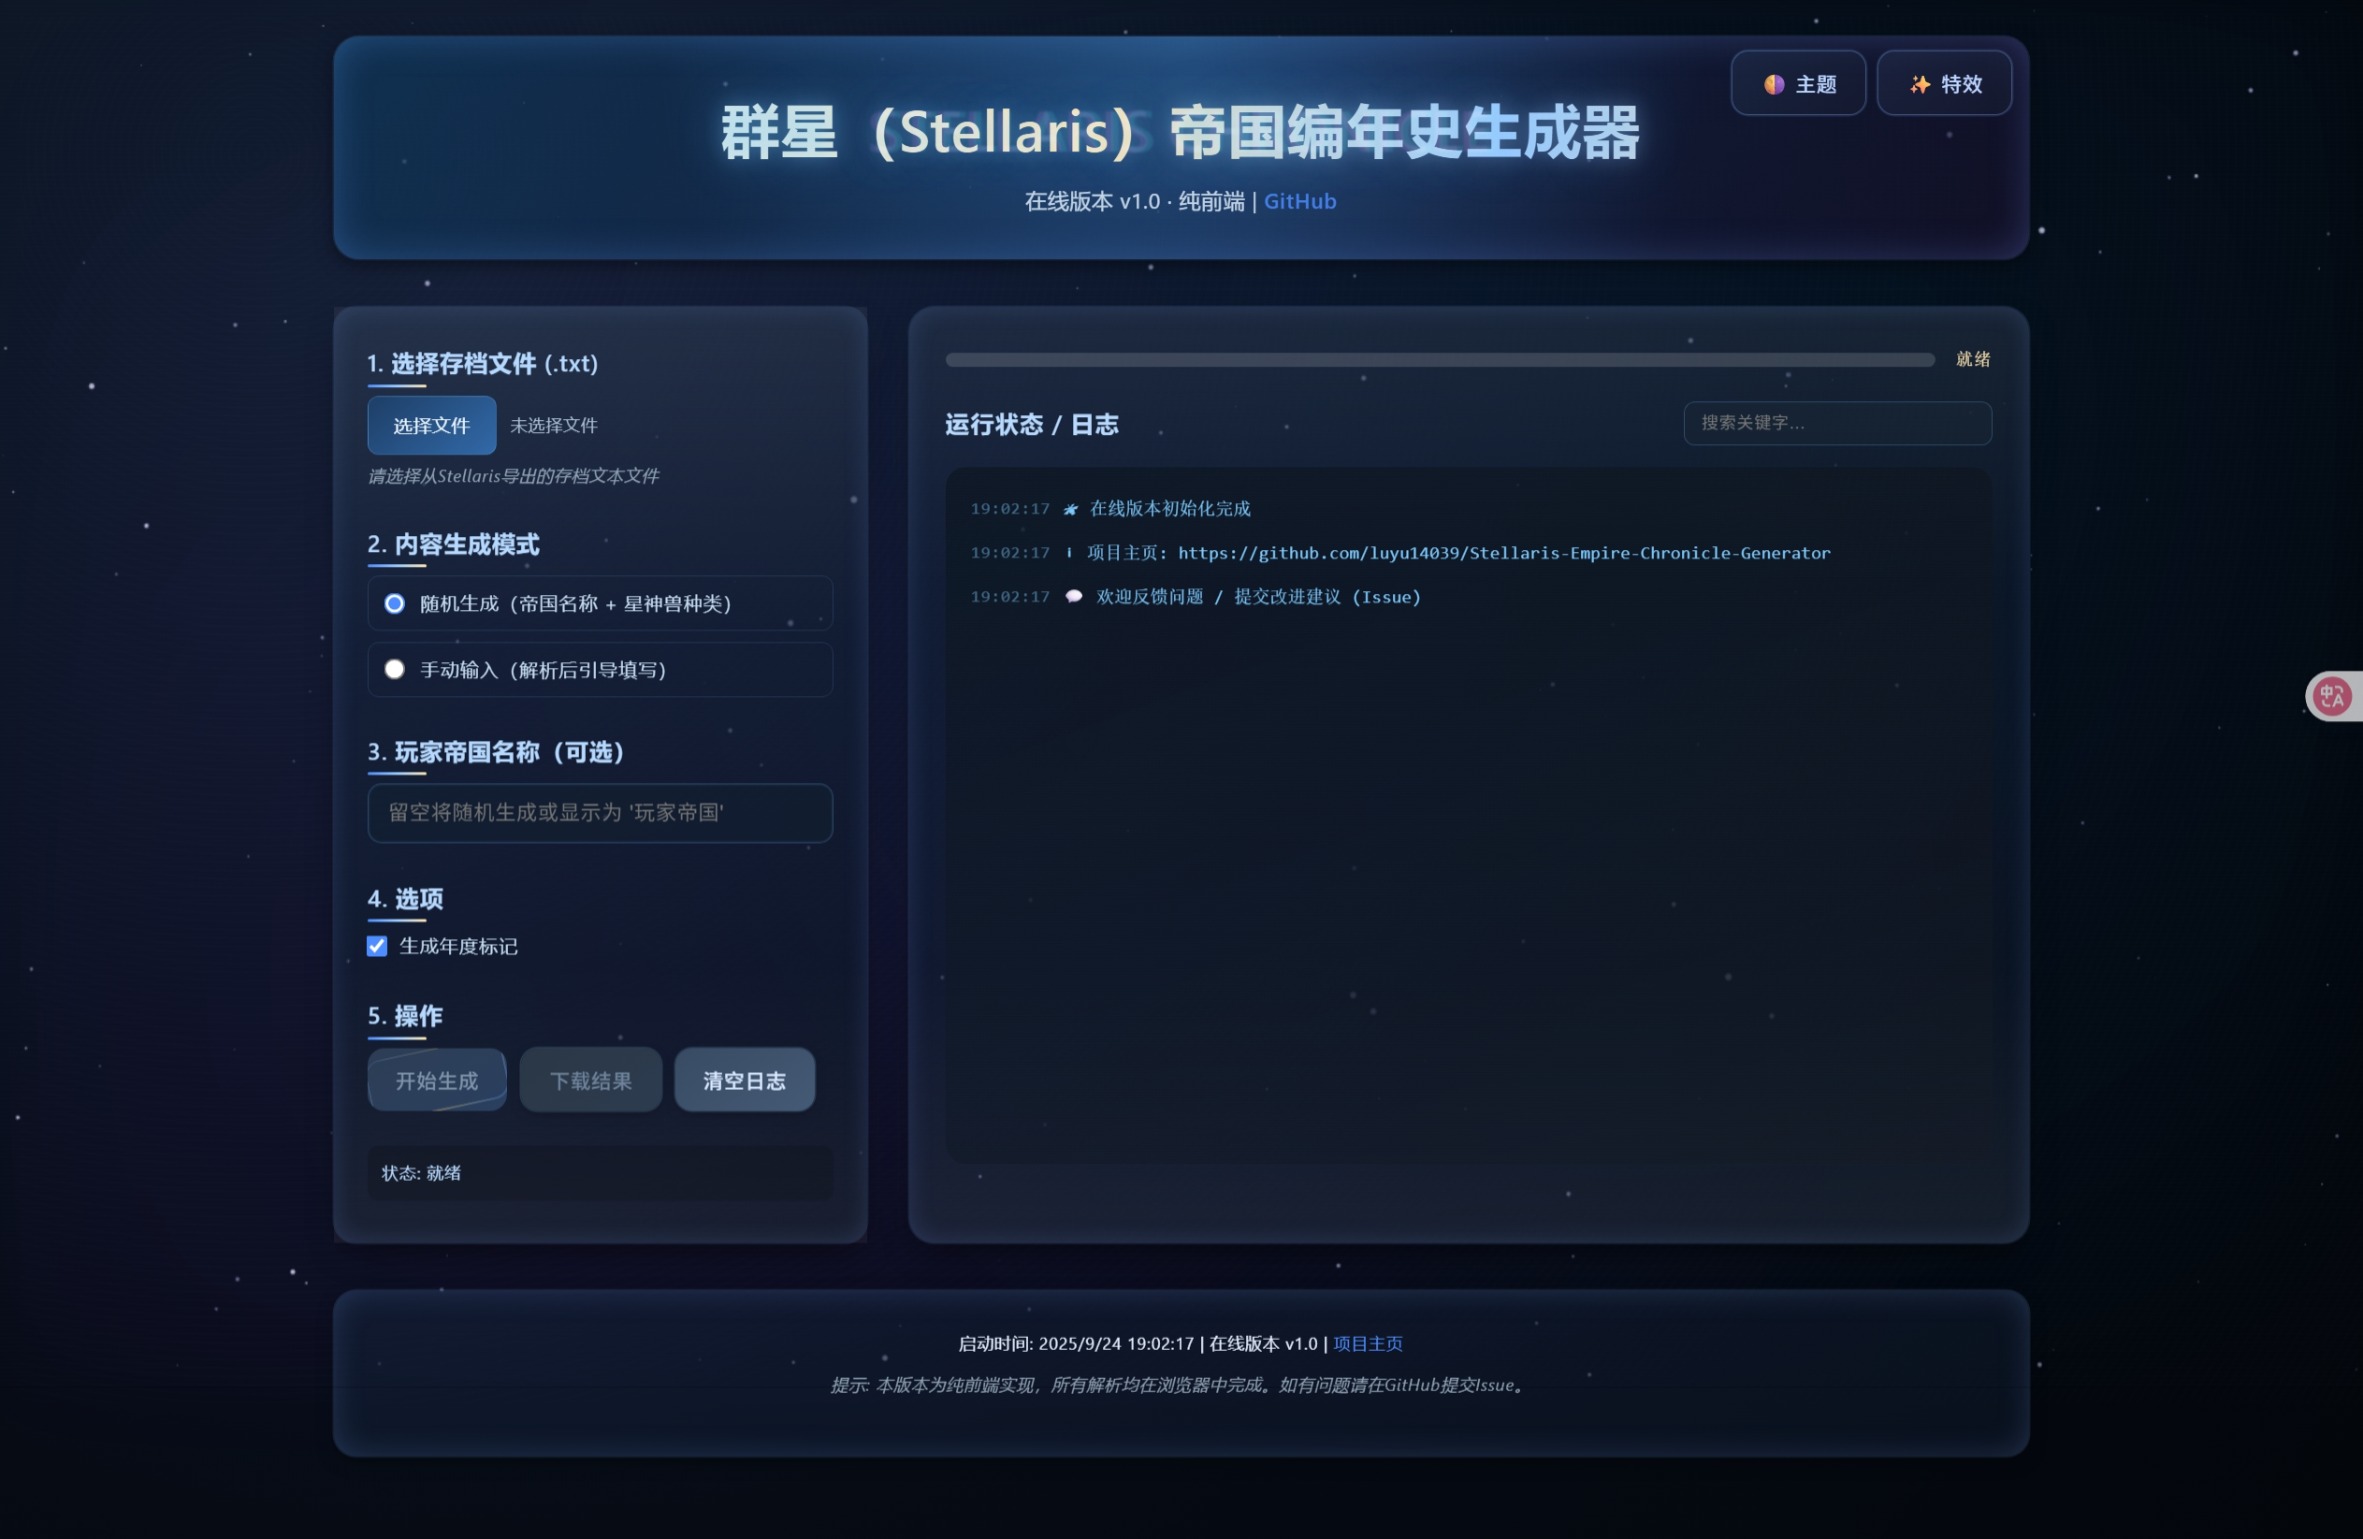 主题
特效
群星（Stellaris）帝国编年史生成器
在线版本 v1.0 · 纯前端 | GitHub
1. 选择存档文件 (.txt)
选择文件 未选择文件
请选择从Stellaris导出的存档文本文件
2. 内容生成模式
随机生成（帝国名称 + 星神兽种类）
手动输入（解析后引导填写）
3. 玩家帝国名称（可选）
留空将随机生成或显示为 '玩家帝国'
4. 选项
生成年度标记
5. 操作
开始生成 下载结果 清空日志
状态: 就绪
就绪
运行状态 / 日志
搜索关键字...
19:02:17 在线版本初始化完成
19:02:17 i 项目主页: https://github.com/luyu14039/Stellaris-Empire-Chronicle-Generator
19:02:17 欢迎反馈问题 / 提交改进建议 (Issue)
中 A
启动时间: 2025/9/24 19:02:17 | 在线版本 v1.0 | 项目主页
提示: 本版本为纯前端实现，所有解析均在浏览器中完成。如有问题请在GitHub提交Issue。